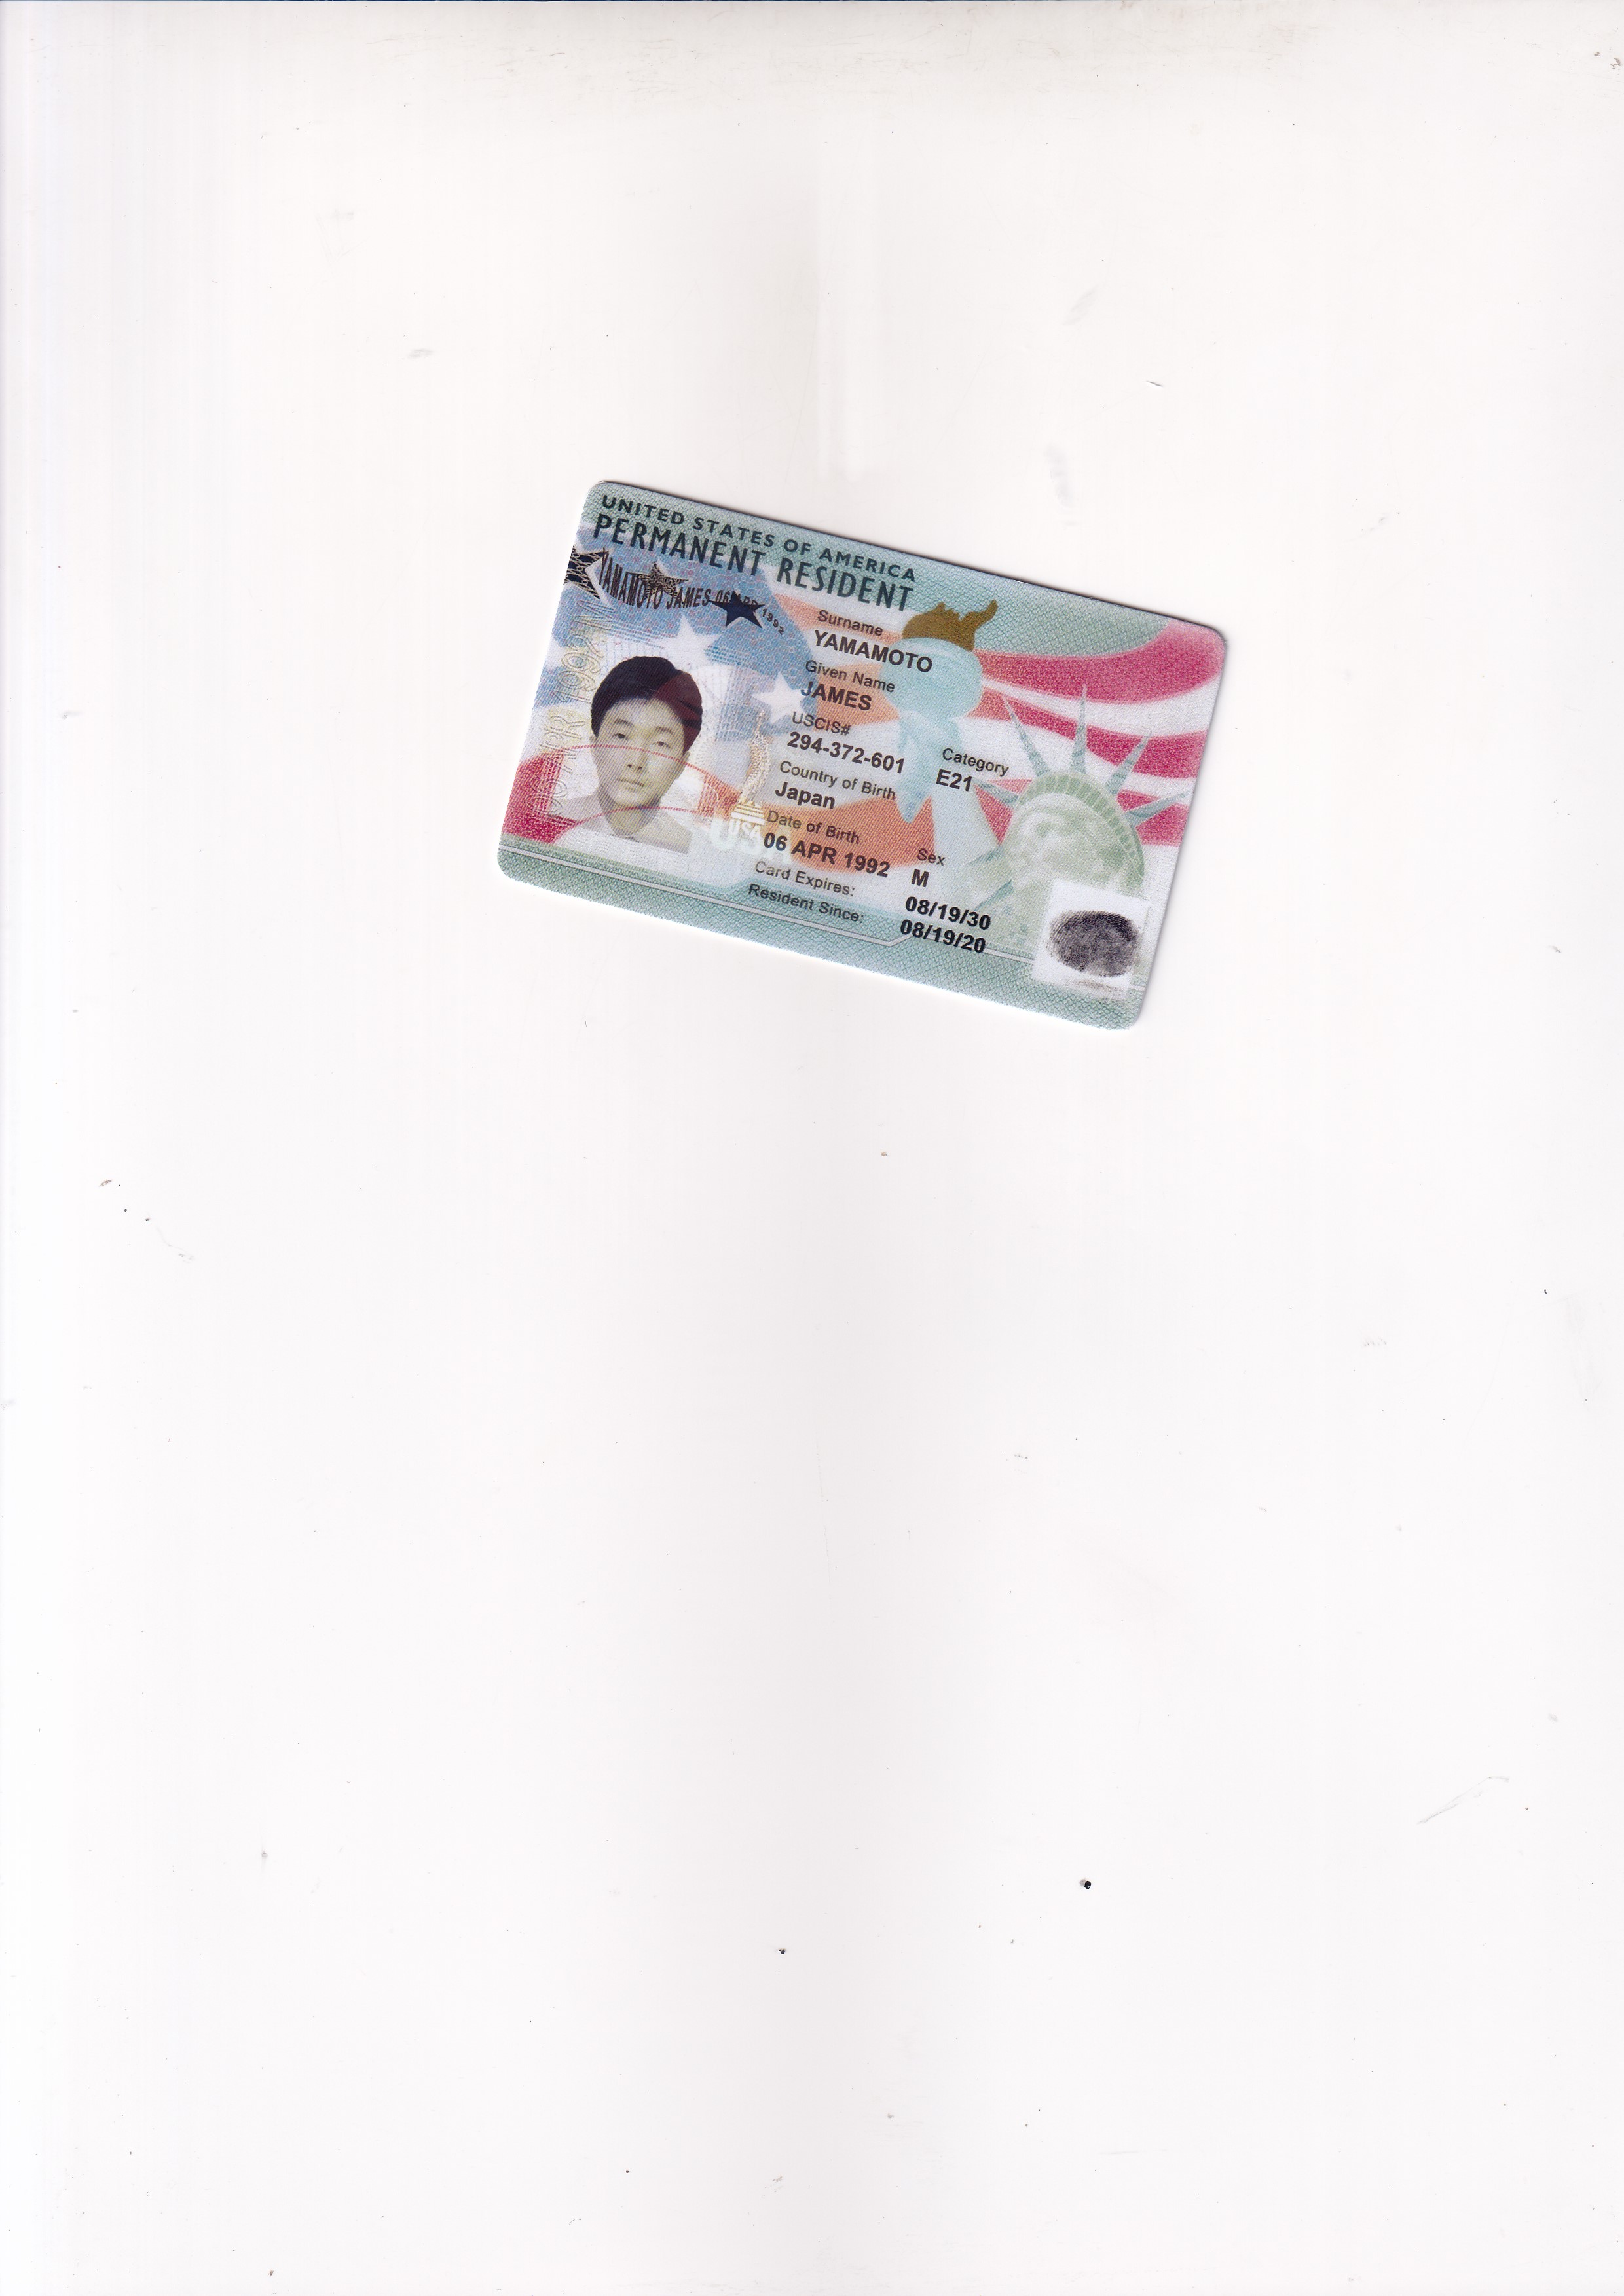 UNITED STATES OF AMERICA
PERMANENT RESIDENT
YAMAMOTO JAMES 06 APR 1992
Surname
YAMAMOTO
Given Name
JAMES
USCIS#
294-372-601
Category
E21
Country of Birth
Japan
Date of Birth
06 APR 1992
Sex
M
Card Expires: 08/19/30
Resident Since: 08/19/20
06 APR 1992
USA
USA